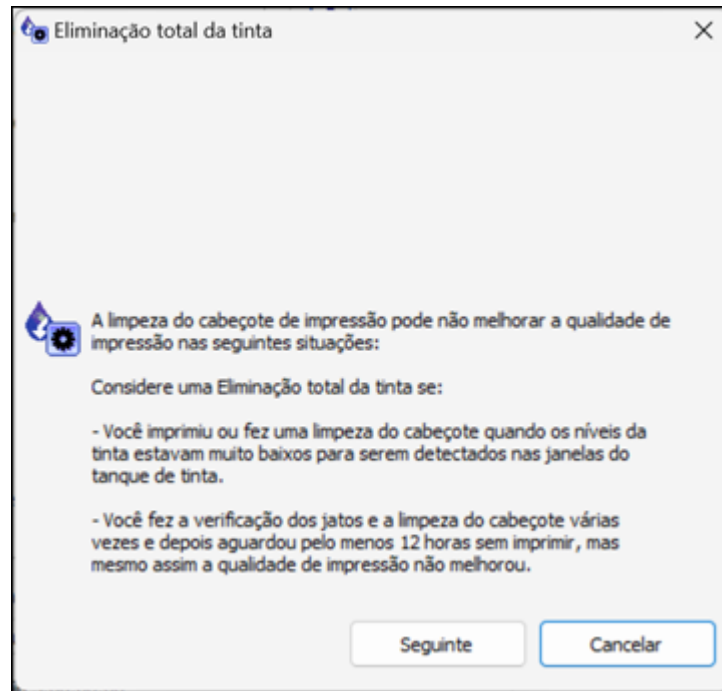 Eliminação total da tinta
A limpeza do cabeçote de impressão pode não melhorar a qualidade de
impressão nas seguintes situações:
Considere uma Eliminação total da tinta se:
- Você imprimiu ou fez uma limpeza do cabeçote quando os níveis da
tinta estavam muito baixos para serem detectados nas janelas do
tanque de tinta.
- Você fez a verificação dos jatos e a limpeza do cabeçote várias
vezes e depois aguardou pelo menos 12 horas sem imprimir, mas
mesmo assim a qualidade de impressão não melhorou.
Seguinte
Cancelar